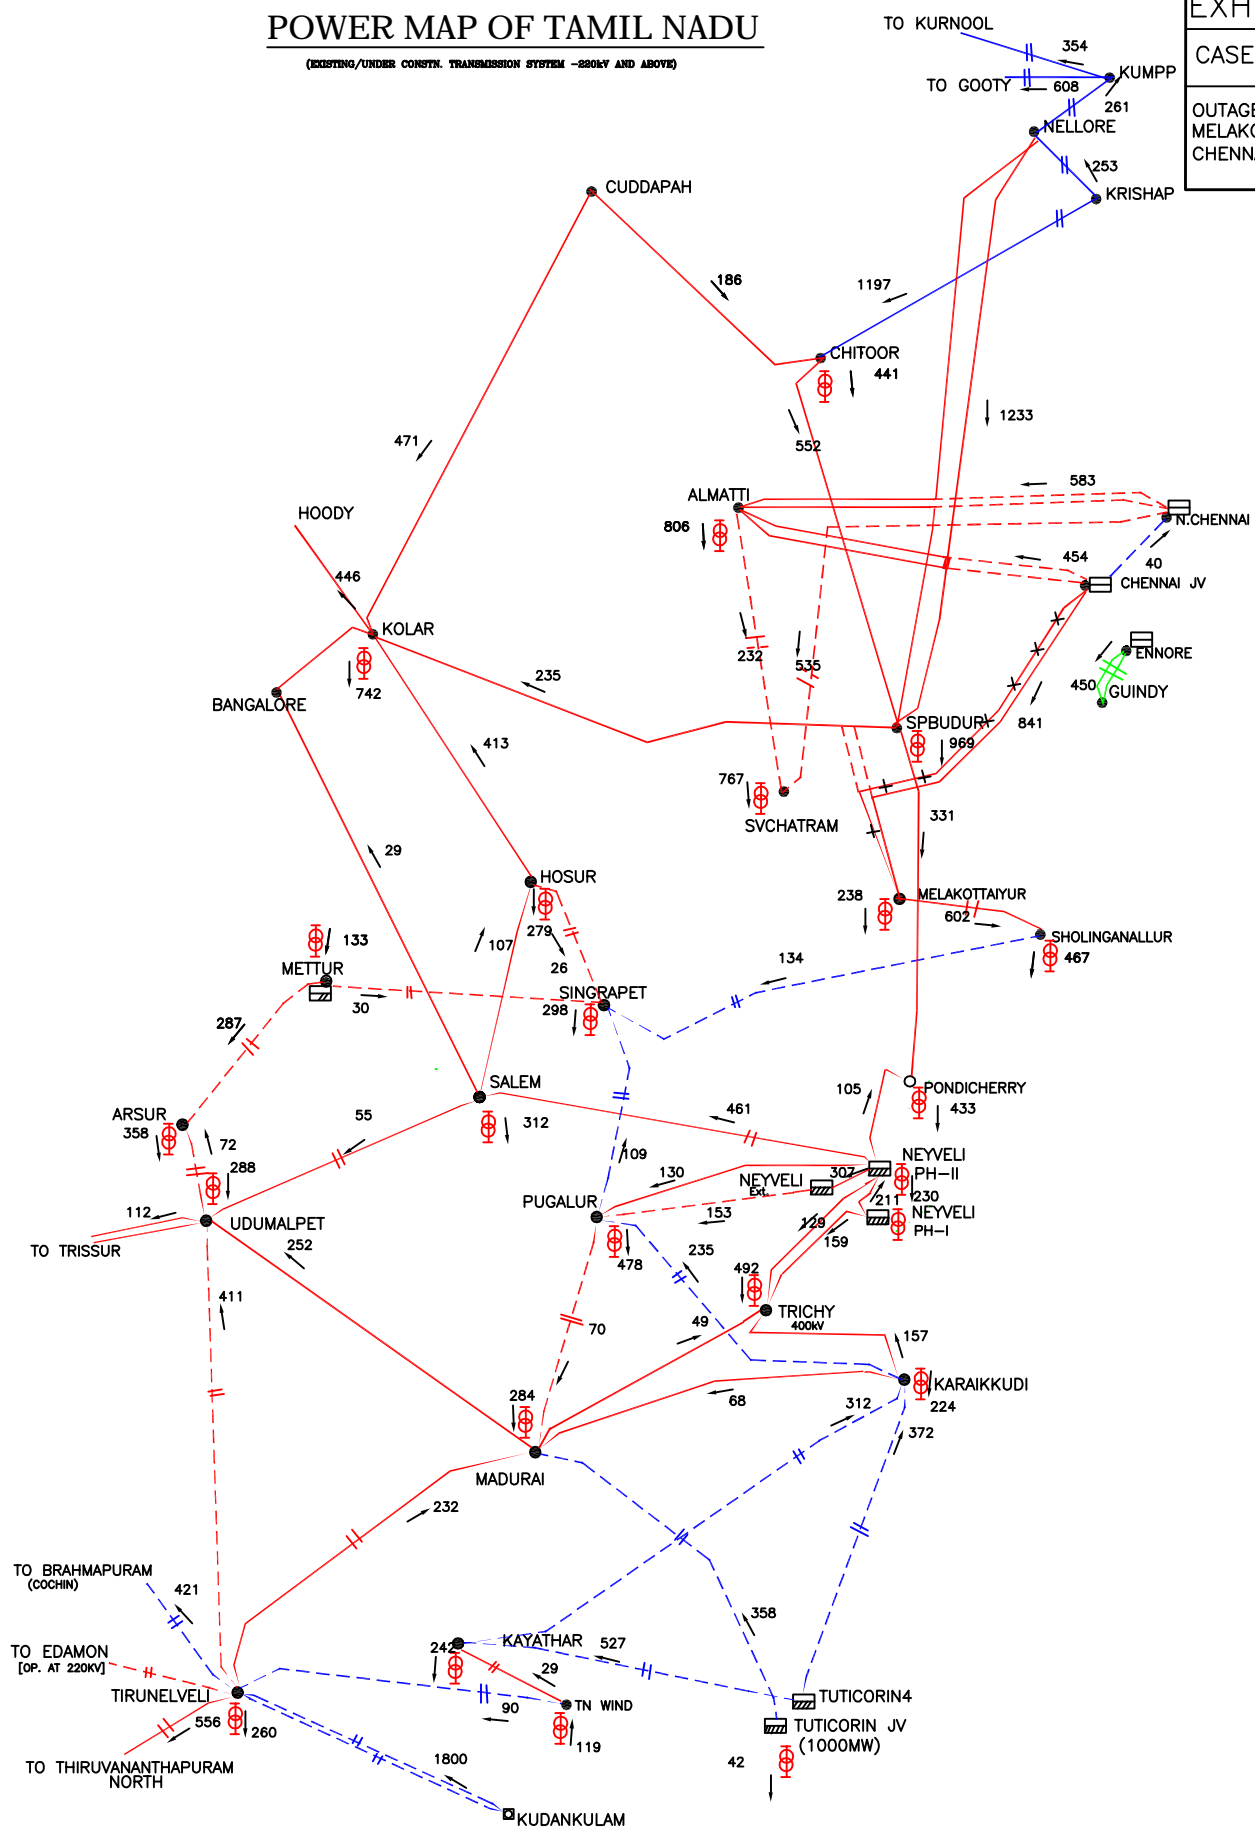 POWER MAP OF TAMIL NADU
(EXISTING/UNDER CONSTN. TRANSMISSION SYSTEM -220kV AND ABOVE)
EXH
CASE
OUTAGE
MELAKO
CHENNA
TO KURNOOL
354
KUMPP
TO GOOTY
608
261
NELLORE
253
KRISHAP
CUDDAPAH
186
1197
CHITOOR
441
471
552
1233
ALMATTI
583
HOODY
806
N.CHENNAI
454
40
446
CHENNAI JV
KOLAR
232
535
ENNORE
742
235
450
GUINDY
BANGALORE
SPBUDUR
841
969
413
767
SVCHATRAM
331
29
HOSUR
MELAKOTTAIYUR
238
602
279
SHOLINGANALLUR
133
107
467
METTUR
26
134
30
SINGRAPET
298
287
SALEM
105
PONDICHERRY
ARSUR
55
461
433
358
72
312
288
109
130
NEYVELI
Ext.
307
NEYVELI
PH-II
PUGALUR
230
211
112
UDUMALPET
153
129
NEYVELI
PH-I
TO TRISSUR
252
235
159
478
492
411
TRICHY
400kV
49
70
157
KARAIKKUDI
284
68
312
224
372
MADURAI
232
TO BRAHMAPURAM
(COCHIN)
421
358
TO EDAMON
[OP. AT 220KV]
KAYATHAR
527
242
29
TIRUNELVELI
TN WIND
TUTICORIN4
556
260
90
119
TUTICORIN JV
(1000MW)
TO THIRUVANANTHAPURAM
NORTH
1800
42
KUDANKULAM